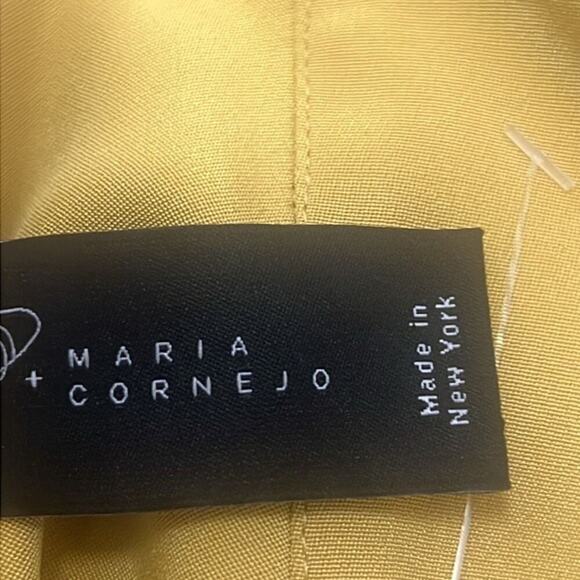 + MARIA
CORNEJO
Made in
New York